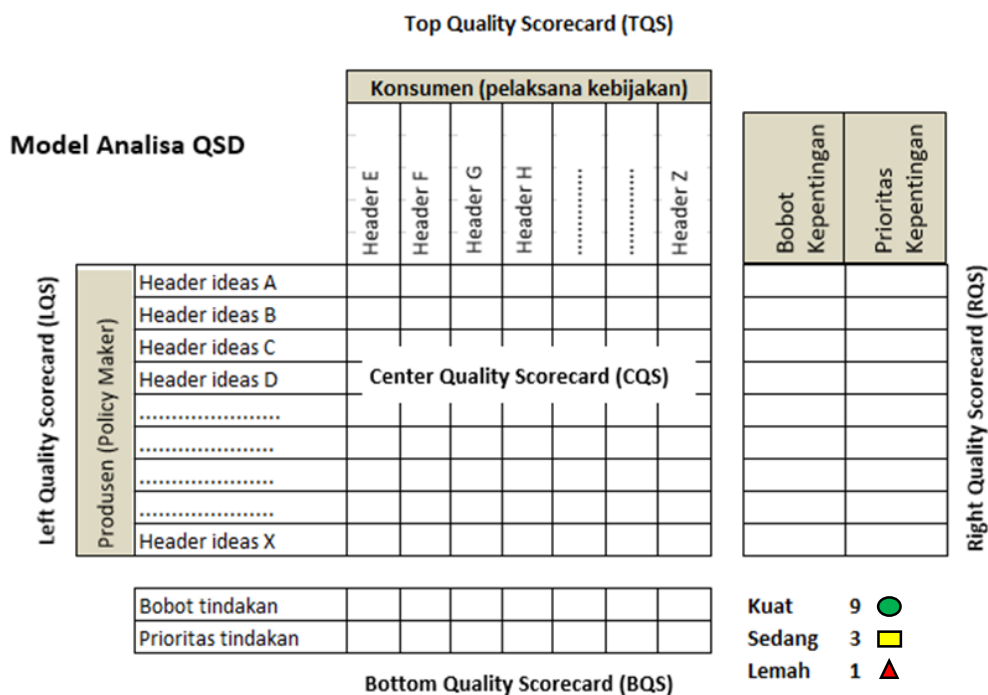 Top Quality Scorecard (TQS)
Konsumen (pelaksana kebijakan)
Model Analisa QSD
Header E
Header F
Header G
Header H
....................
....................
Header Z
Bobot
Kepentingan
Prioritas
Kepentingan
Left Quality Scorecard (LQS)
Produsen (Policy Maker)
Header ideas A
Header ideas B
Header ideas C
Header ideas D
.........................
........................
........................
........................
Header ideas X
Center Quality Scorecard (CQS)
Right Quality Scorecard (RQS)
Bobot tindakan
Prioritas tindakan
Kuat 9
Sedang 3
Lemah 1
Bottom Quality Scorecard (BQS)